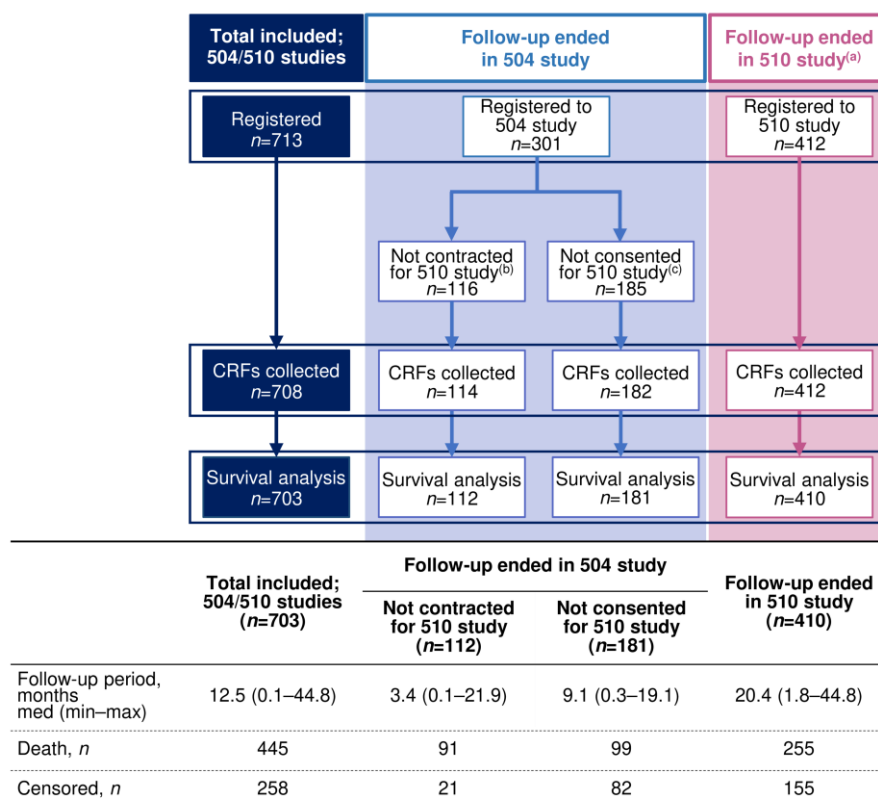 Total included;
504/510 studies
Follow-up ended
in 504 study
Follow-up ended
in 510 study(a)
Registered
n=713
Registered to
504 study
n=301
Registered to
510 study
n=412
Not contracted
for 510 study(b)
n=116
Not consented
for 510 study(c)
n=185
CRFs collected
n=708
CRFs collected
n=114
CRFs collected
n=182
CRFs collected
n=412
Survival analysis
n=703
Survival analysis
n=112
Survival analysis
n=181
Survival analysis
n=410
Total included;
504/510 studies
(n=703)
Follow-up ended in 504 study
Not contracted
for 510 study
(n=112)
Not consented
for 510 study
(n=181)
Follow-up ended
in 510 study
(n=410)
Follow-up period,
months
med (min–max)
12.5 (0.1–44.8)
3.4 (0.1–21.9)
9.1 (0.3–19.1)
20.4 (1.8–44.8)
Death, n
445
91
99
255
Censored, n
258
21
82
155